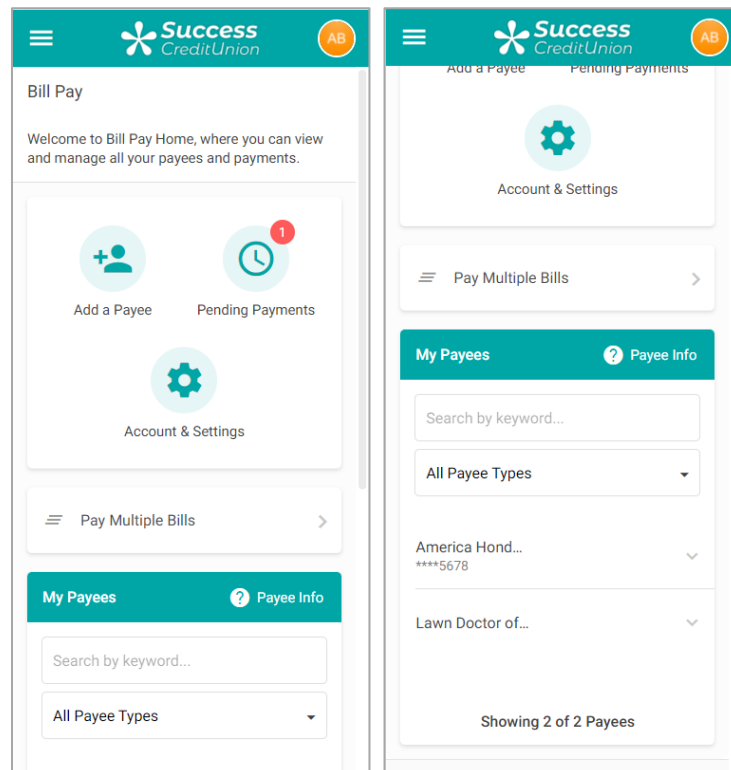 Success
CreditUnion
AB
Bill Pay
Welcome to Bill Pay Home, where you can view
and manage all your payees and payments.
1
Add a Payee
Pending Payments
Account & Settings
Pay Multiple Bills
My Payees
? Payee Info
Search by keyword...
All Payee Types
Success
CreditUnion
AB
Add a Payee
Pending Payments
Account & Settings
Pay Multiple Bills
My Payees
? Payee Info
Search by keyword...
All Payee Types
America Hond...
****5678
Lawn Doctor of...
Showing 2 of 2 Payees